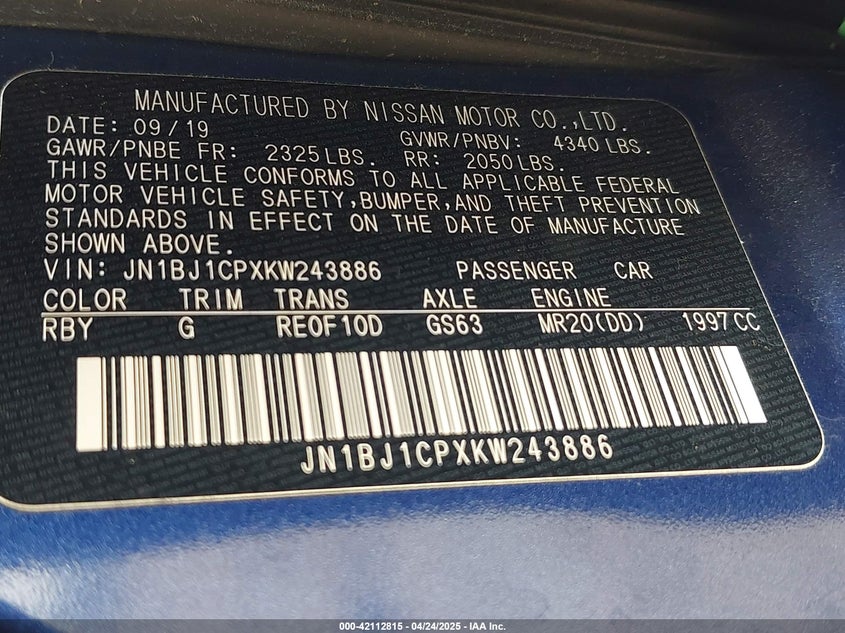 MANUFACTURED BY NISSAN MOTOR CO.,LTD.
DATE: 09/19 GVWR/PNBV: 4340 LBS.
GAWR/PNBE FR: 2325 LBS. RR: 2050 LBS.
THIS VEHICLE CONFORMS TO ALL APPLICABLE FEDERAL
MOTOR VEHICLE SAFETY,BUMPER,AND THEFT PREVENTION
STANDARDS IN EFFECT ON THE DATE OF MANUFACTURE
SHOWN ABOVE.
VIN: JN1BJ1CPXKW243886 PASSENGER CAR
COLOR TRIM TRANS AXLE ENGINE
RBY G RE0F10D GS63 MR20(DD) 1997 CC
JN1BJ1CPXKW243886
000-42112815 - 04/24/2025 - IAA Inc.